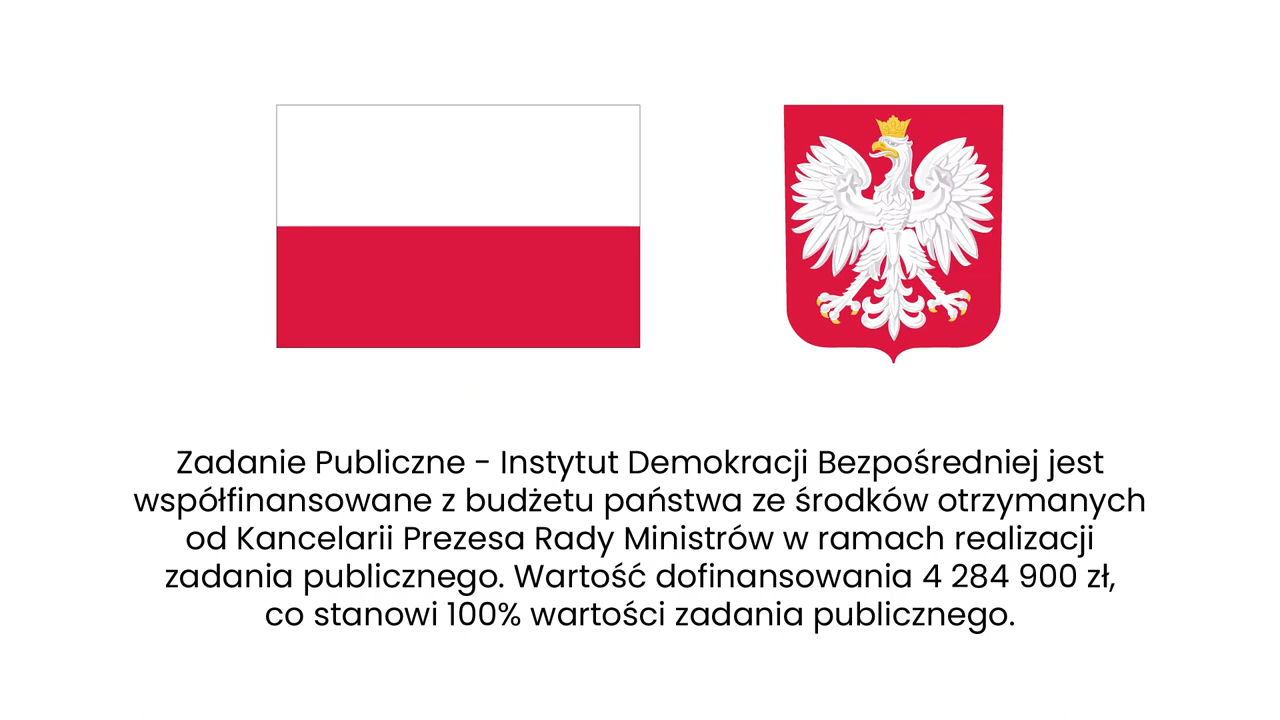 Zadanie Publiczne - Instytut Demokracji Bezpośredniej jest
współfinansowane z budżetu państwa ze środków otrzymanych
od Kancelarii Prezesa Rady Ministrów w ramach realizacji
zadania publicznego. Wartość dofinansowania 4 284 900 zł,
co stanowi 100% wartości zadania publicznego.